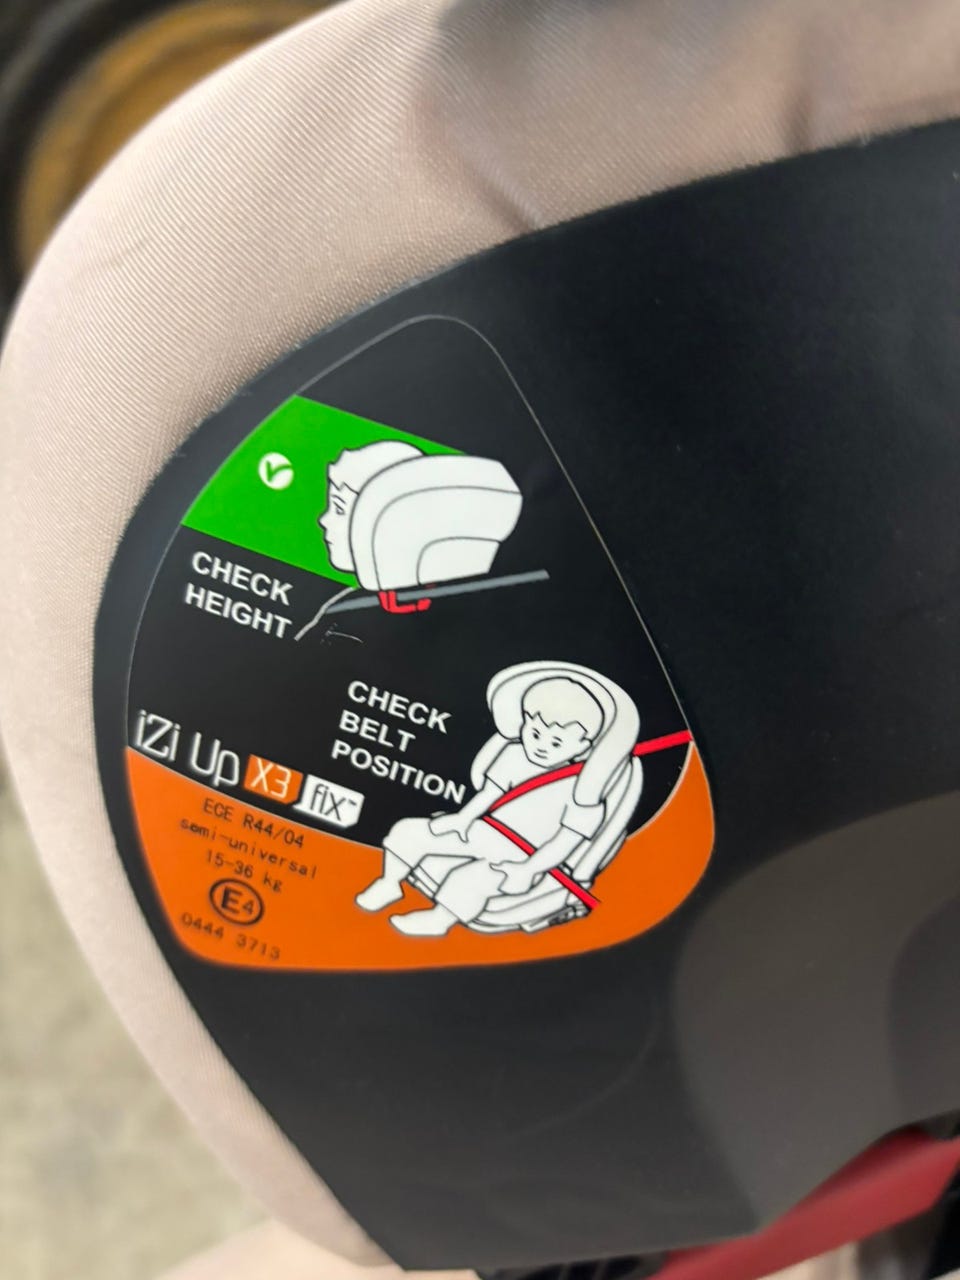 CHECK
HEIGHT
CHECK
BELT
POSITION
iZi Up X3 fix™
ECE R44/04
semi-universal
15-36 kg
E4
0444 3713